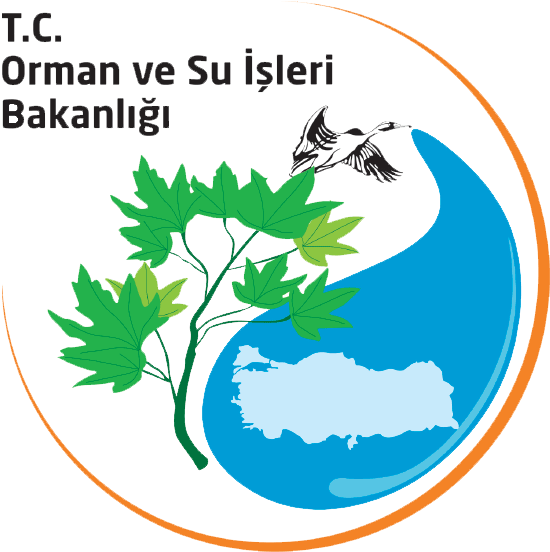 T.C.
Orman ve Su İşleri
Bakanlığı